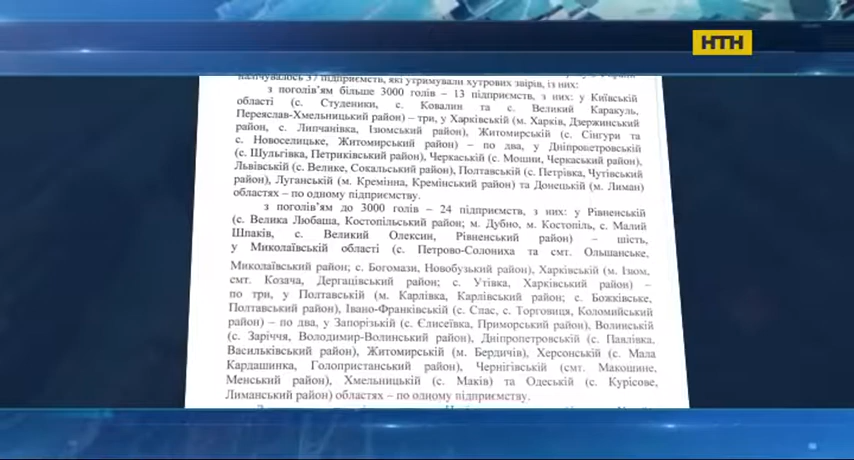 НТН
налічувалось 37 підприємств, які утримували хутрових звірів, із них:
з поголів'ям більше 3000 голів – 13 підприємств, з них: у Київській
області (с. Студеники, с. Ковалин та с. Великий Каракуль,
Переяслав-Хмельницький район) – три, у Харківській (м. Харків, Дзержинський
район, с. Липчанівка, Ізюмський район), Житомирській (с. Сінгури та
с. Новоселицьке, Житомирський район) – по два, у Дніпропетровській
(с. Шульгівка, Петриківський район), Черкаській (с. Мошни, Черкаський район),
Львівській (с. Велике, Сокальський район), Полтавській (с. Петрівка, Чутівський
район), Луганській (м. Кремінна, Кремінський район) та Донецькій (м. Лиман)
областях – по одному підприємству.
з поголів'ям до 3000 голів – 24 підприємств, з них: у Рівненській
(с. Велика Любаша, Костопільський район; м. Дубно, м. Костопіль, с. Малий
Шпаків, с. Великий Олексин, Рівненський район) – шість,
у Миколаївській області (с. Петрово-Солониха та смт. Ольшанське,
Миколаївський район; с. Богомази, Новобузький район), Харківській (м. Ізюм,
смт. Козача, Дергацівський район; с. Утівка, Харківський район) –
по три, у Полтавській (м. Карлівка, Карлівський район; с. Божківське,
Полтавський район), Івано-Франківській (с. Спас, с. Торговиця, Коломийський
район) – по два, у Запорізькій (с. Єлисеївка, Приморський район), Волинській
(с. Заріччя, Володимир-Волинський район), Дніпропетровській (с. Павлівка,
Васильківський район), Житомирській (м. Бердичів), Херсонській (с. Мала
Кардашинка, Голопристанський район), Чернігівській (смт. Макошине,
Менський район), Хмельницькій (с. Маків) та Одеській (с. Курісове,
Лиманський район) областях – по одному підприємству.